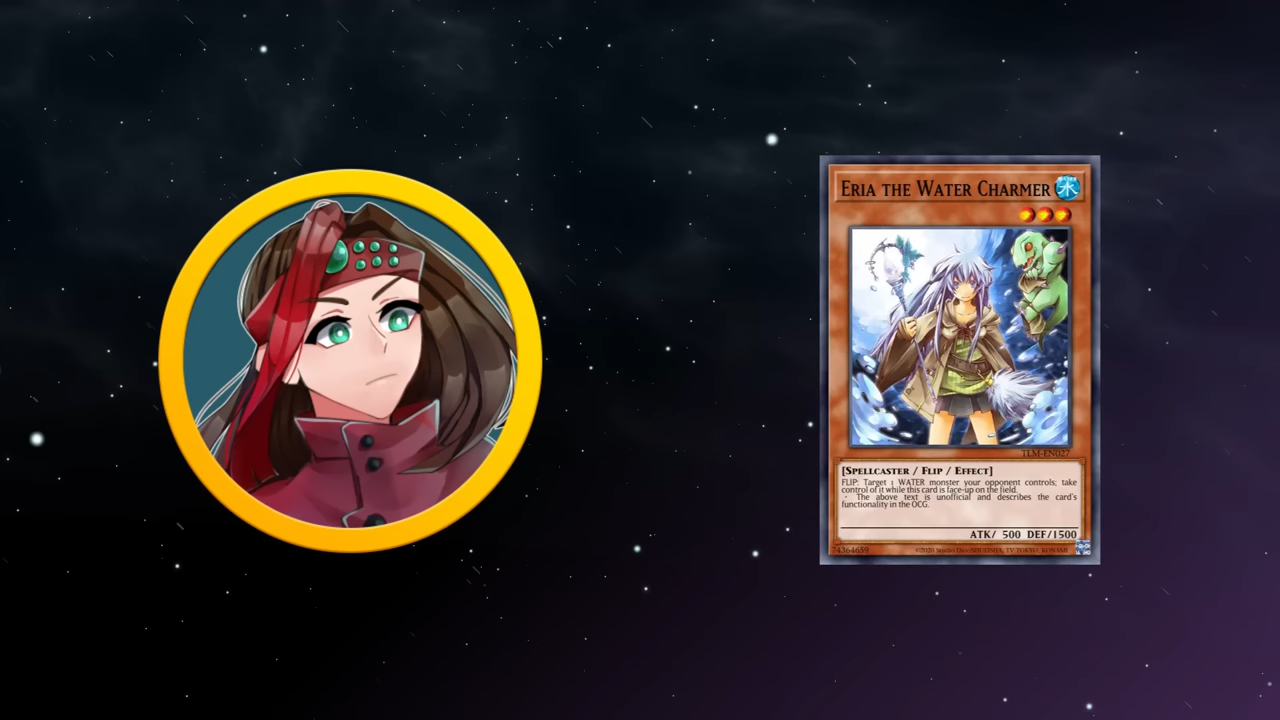 ERIA THE WATER CHARMER
水
TLM-EN027
[SPELLCASTER / FLIP / EFFECT]
FLIP: Target 1 WATER monster your opponent controls; take
control of it while this card is face-up on the field.
- The above text is unofficial and describes the card's
functionality in the OCG.
ATK/ 500 DEF/1500
74364659
©2020 Studio Dice/SHUEISHA, TV TOKYO, KONAMI